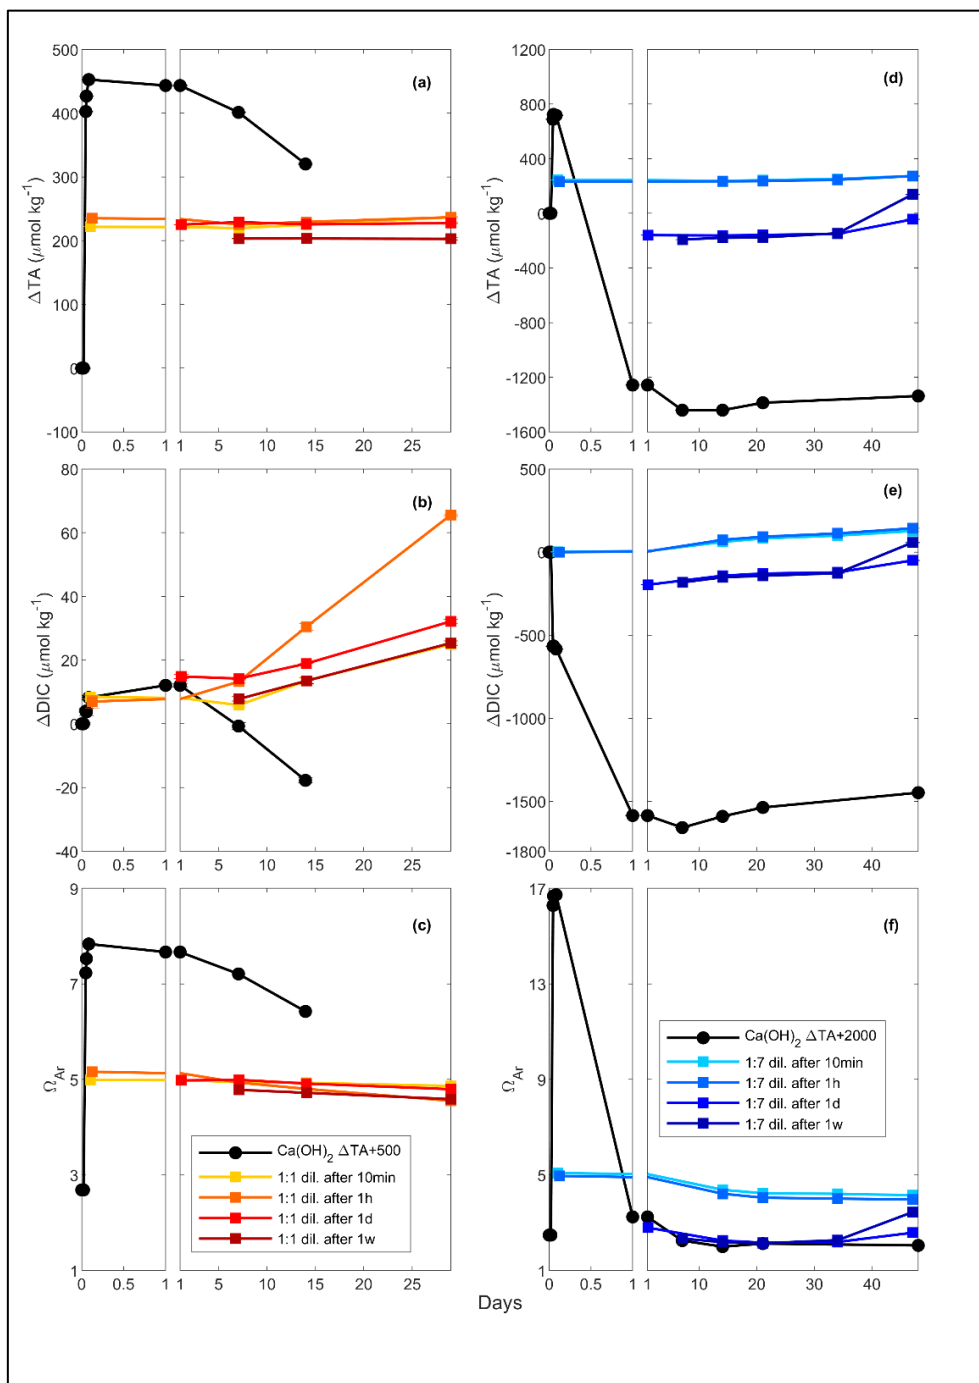 500
400
300
200
100
0
-100
ΔTA (μmol kg⁻¹)
(a)
0 0.5 1 1 5 10 15 20 25
1200
800
400
0
-400
-800
-1200
-1600
ΔTA (μmol kg⁻¹)
(d)
0 0.5 1 1 10 20 30 40
80
60
40
20
0
-20
-40
ΔDIC (μmol kg⁻¹)
(b)
0 0.5 1 1 5 10 15 20 25
500
0
-500
-1000
-1500
-1800
ΔDIC (μmol kg⁻¹)
(e)
0 0.5 1 1 10 20 30 40
9
7
5
3
1
Ω_Ar
(c)
Ca(OH)₂ ΔTA+500
1:1 dil. after 10min
1:1 dil. after 1h
1:1 dil. after 1d
1:1 dil. after 1w
0 0.5 1 1 5 10 15 20 25
17
13
9
5
1
Ω_Ar
(f)
Ca(OH)₂ ΔTA+2000
1:7 dil. after 10min
1:7 dil. after 1h
1:7 dil. after 1d
1:7 dil. after 1w
0 0.5 1 1 10 20 30 40
Days